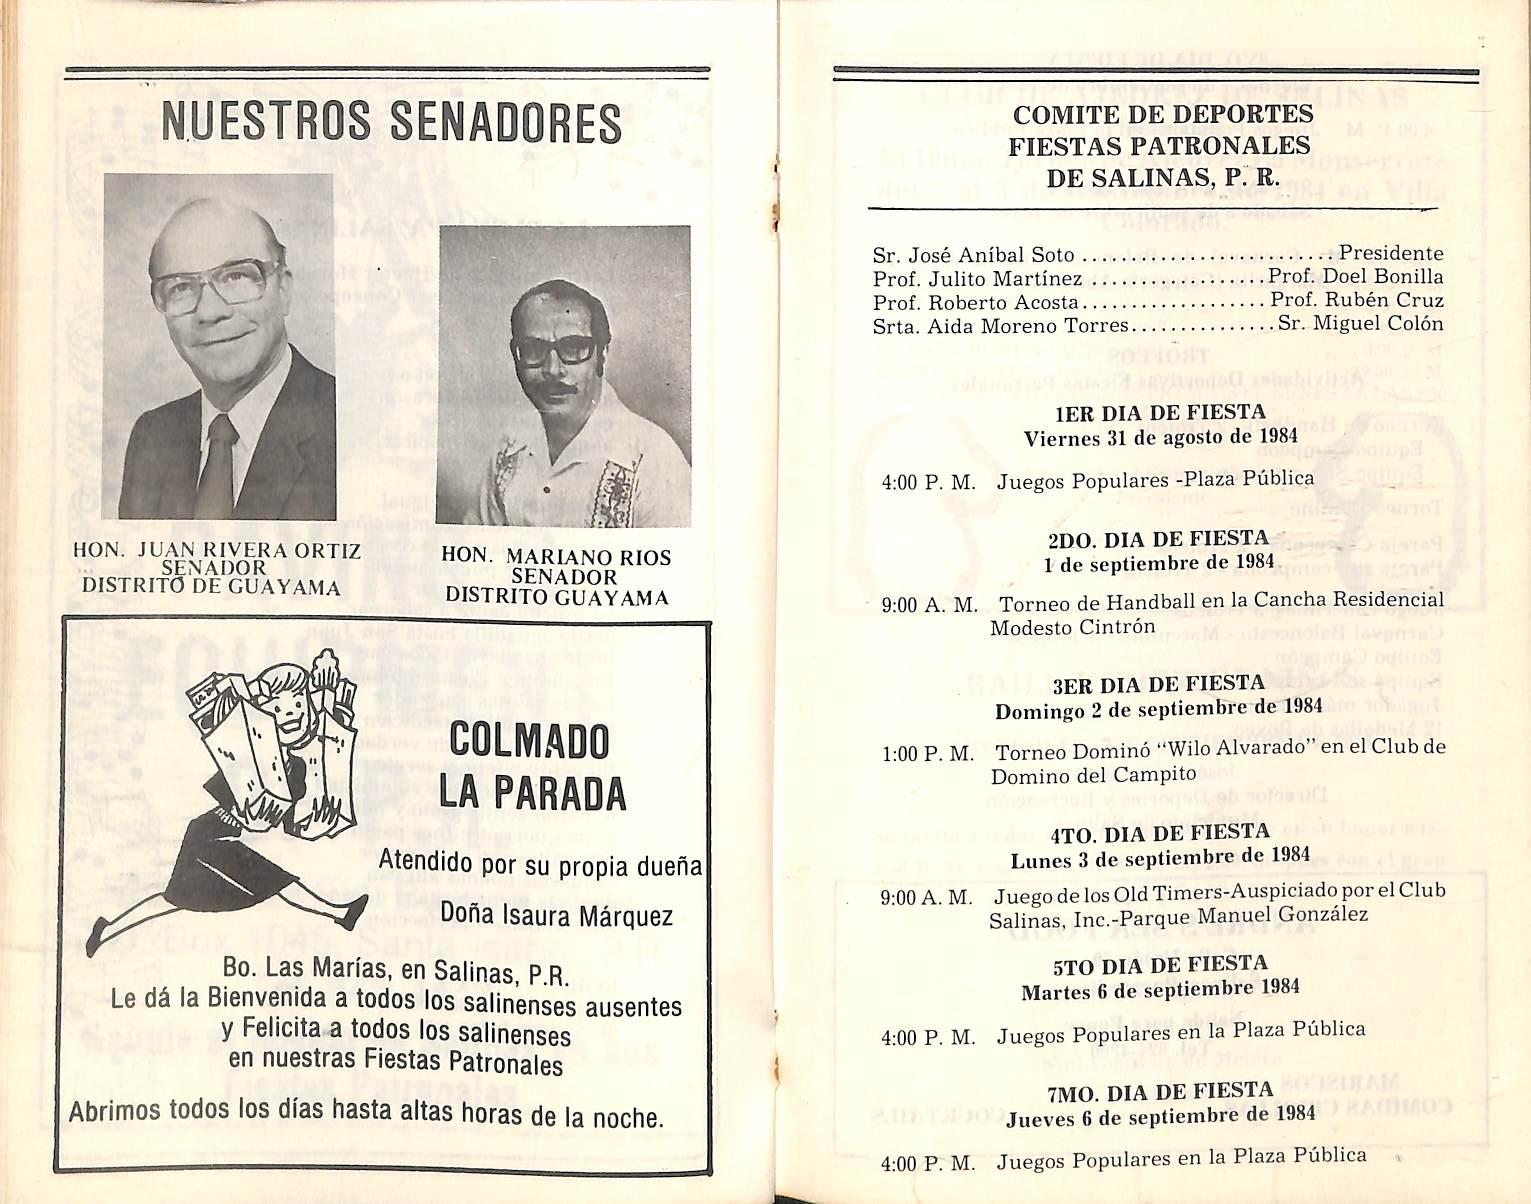 NUESTROS SENADORES
HON. JUAN RIVERA ORTIZ
SENADOR
DISTRITO DE GUAYAMA
HON. MARIANO RIOS
SENADOR
DISTRITO GUAYAMA
COLMADO
LA PARADA
Atendido por su propia dueña
Doña Isaura Márquez
Bo. Las Marías, en Salinas, P.R.
Le dá la Bienvenida a todos los salinenses ausentes
y Felicita a todos los salinenses
en nuestras Fiestas Patronales
Abrimos todos los días hasta altas horas de la noche.
COMITE DE DEPORTES
FIESTAS PATRONALES
DE SALINAS, P. R.
Sr. José Aníbal Soto .......................... Presidente
Prof. Julito Martínez .................. Prof. Doel Bonilla
Prof. Roberto Acosta ................... Prof. Rubén Cruz
Srta. Aida Moreno Torres ............... Sr. Miguel Colón
1ER DIA DE FIESTA
Viernes 31 de agosto de 1984
4:00 P. M. Juegos Populares -Plaza Pública
2DO. DIA DE FIESTA
1 de septiembre de 1984
9:00 A. M. Torneo de Handball en la Cancha Residencial
Modesto Cintrón
3ER DIA DE FIESTA
Domingo 2 de septiembre de 1984
1:00 P. M. Torneo Dominó "Wilo Alvarado" en el Club de
Domino del Campito
4TO. DIA DE FIESTA
Lunes 3 de septiembre de 1984
9:00 A. M. Juego de los Old Timers-Auspiciado por el Club
Salinas, Inc.-Parque Manuel González
5TO DIA DE FIESTA
Martes 6 de septiembre 1984
4:00 P. M. Juegos Populares en la Plaza Pública
7MO. DIA DE FIESTA
Jueves 6 de septiembre de 1984
4:00 P. M. Juegos Populares en la Plaza Pública